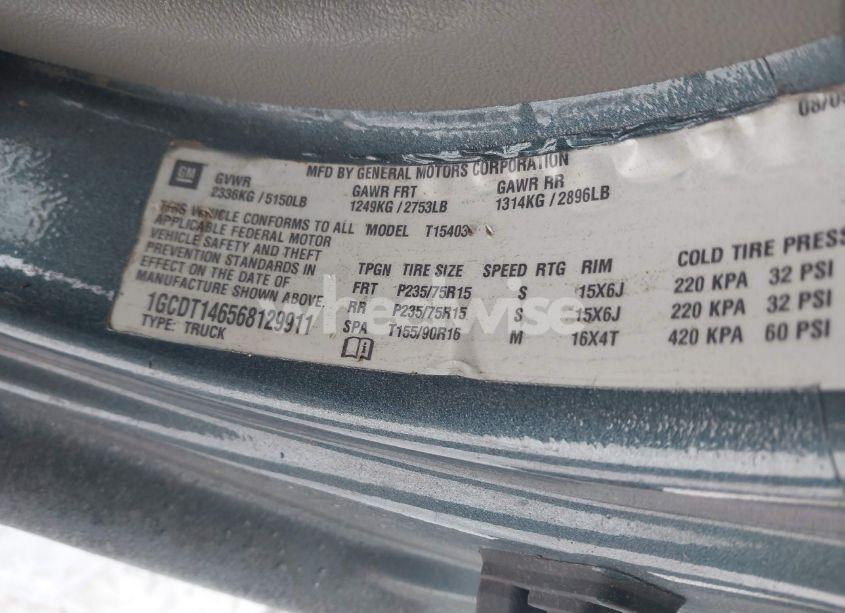 08/05
MFD BY GENERAL MOTORS CORPORATION
GM GVWR GAWR FRT GAWR RR
2336KG / 5150LB 1249KG / 2753LB 1314KG / 2896LB
THIS VEHICLE CONFORMS TO ALL
APPLICABLE FEDERAL MOTOR
VEHICLE SAFETY AND THEFT
PREVENTION STANDARDS IN
EFFECT ON THE DATE OF
MANUFACTURE SHOWN ABOVE.
1GCDT146568129911
TYPE: TRUCK
MODEL T15403
COLD TIRE PRESS
TPGN TIRE SIZE SPEED RTG RIM
FRT P235/75R15 S 15X6J 220 KPA 32 PSI
RR P235/75R15 S 15X6J 220 KPA 32 PSI
SPA T155/90R16 M 16X4T 420 KPA 60 PSI